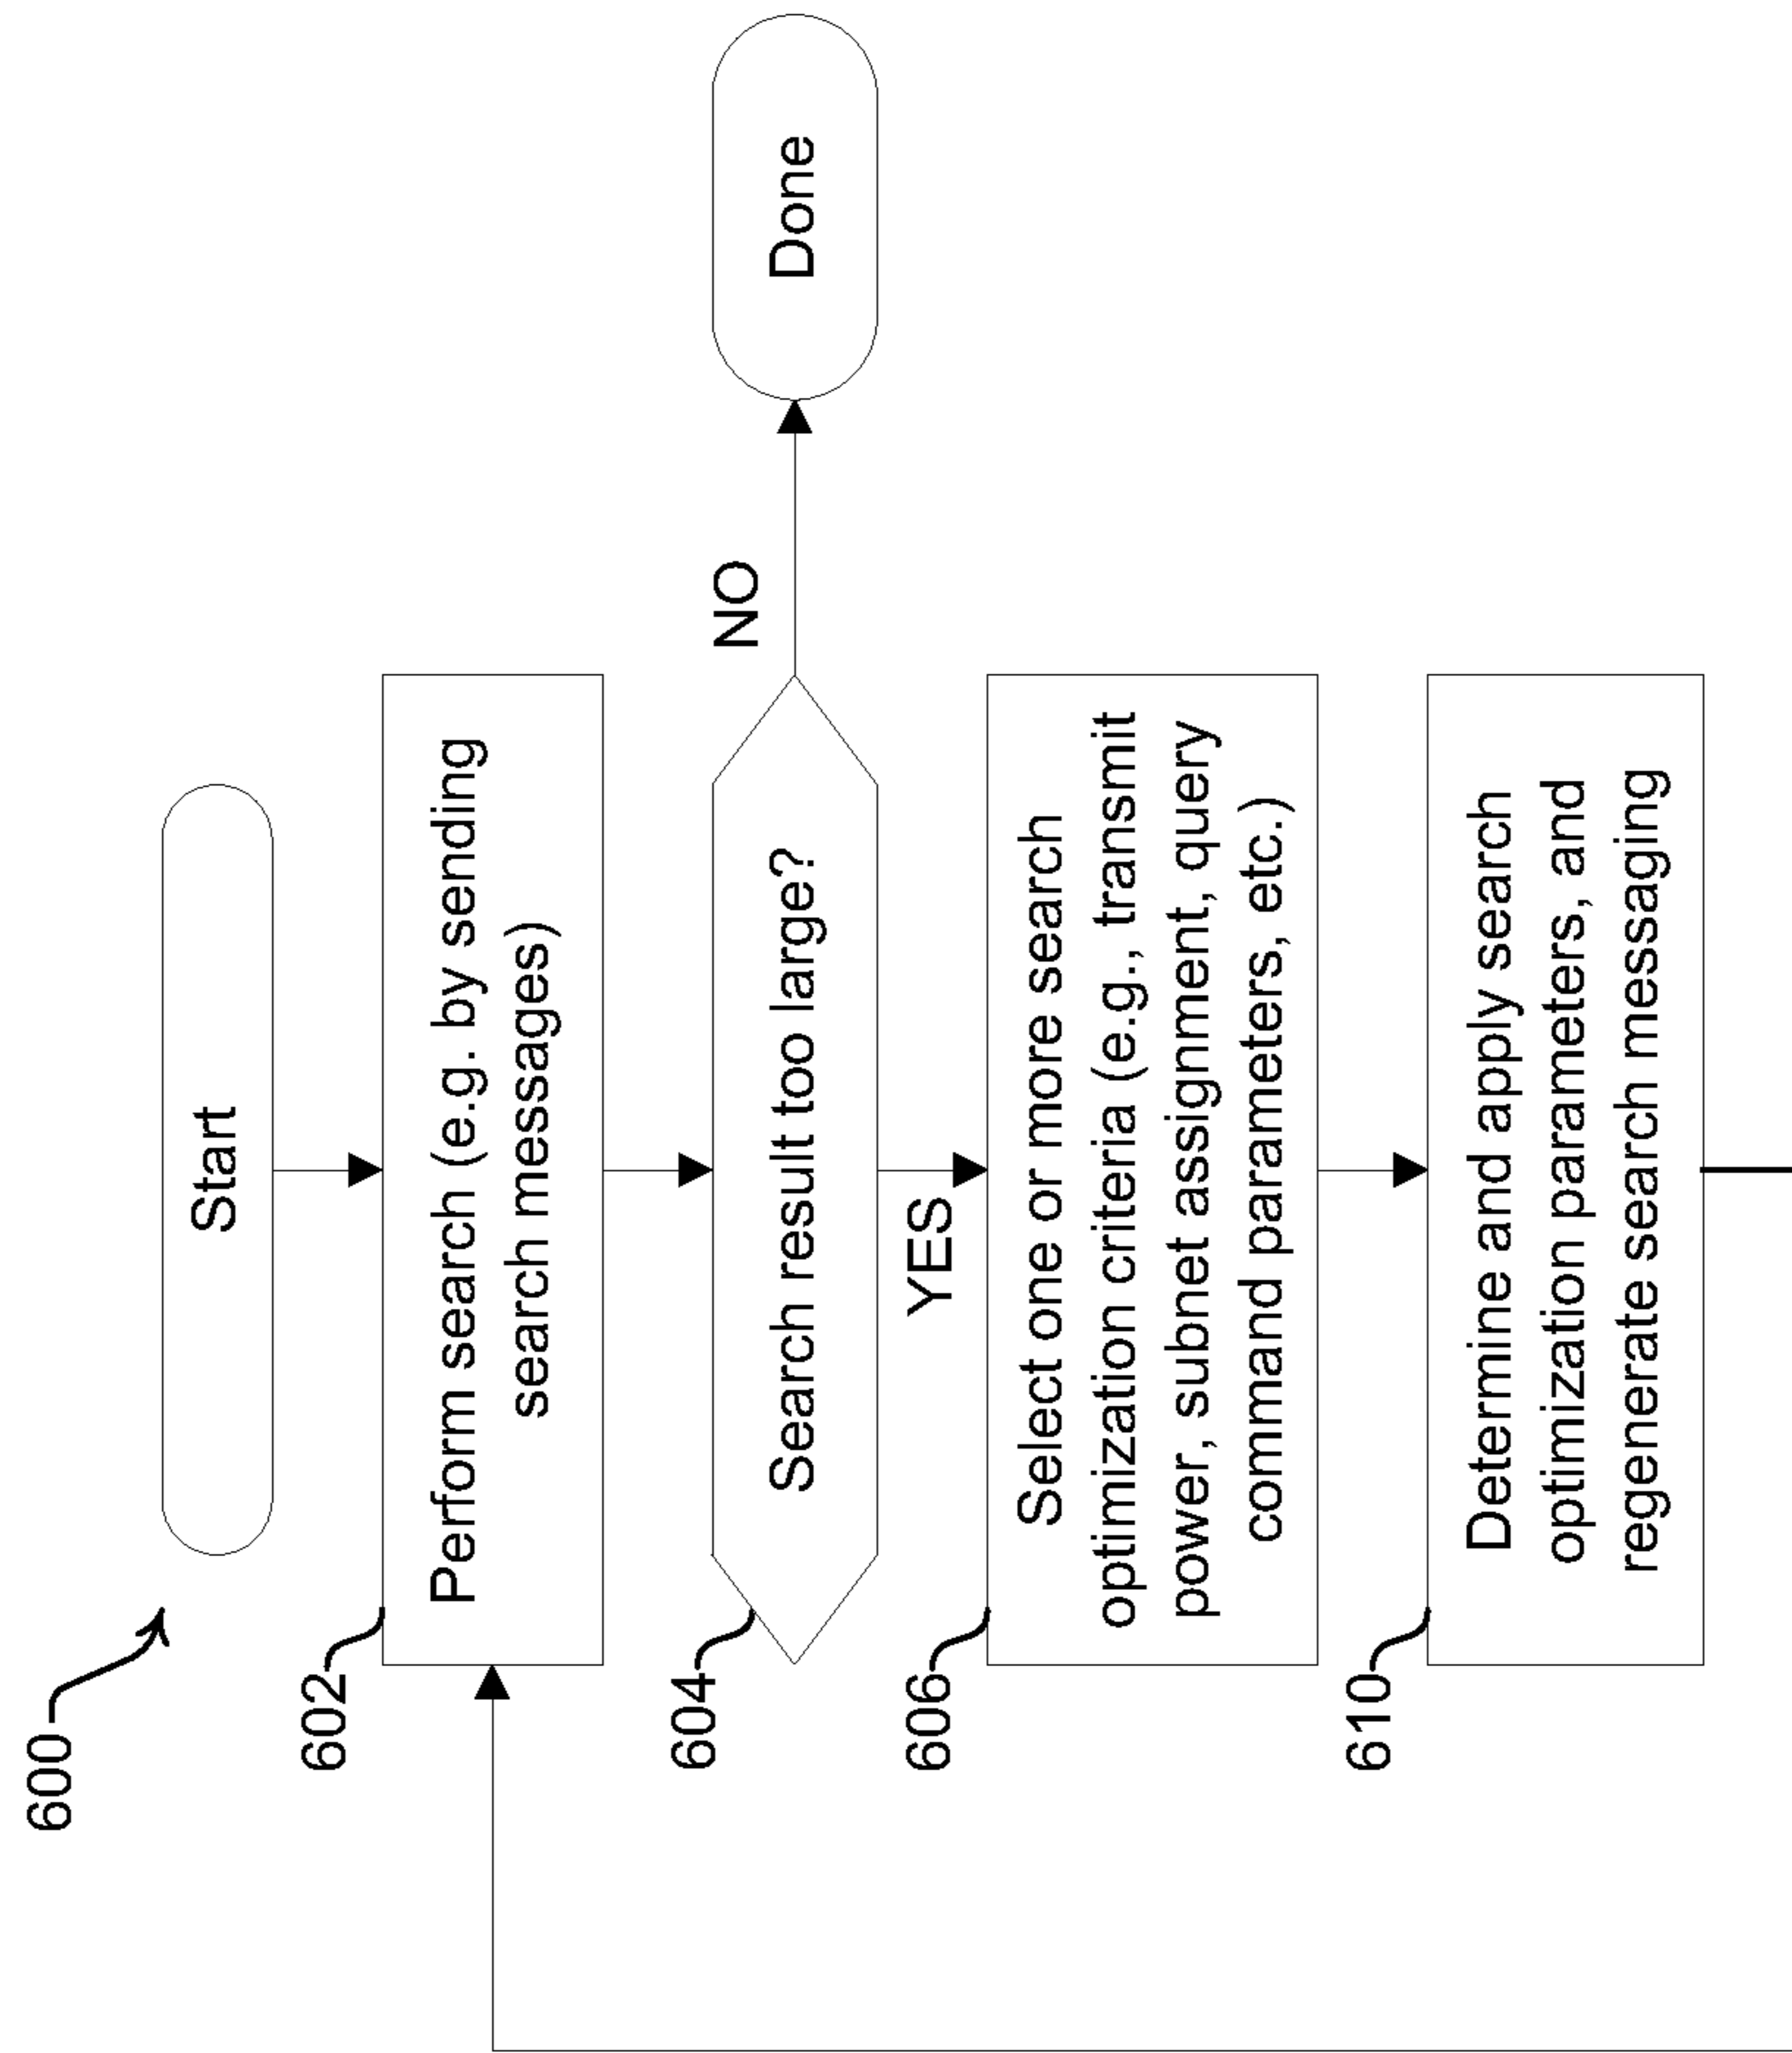 600
Start
602
Perform search (e.g. by sending
search messages)
604
Search result too large?
NO
Done
YES
606
Select one or more search
optimization criteria (e.g., transmit
power, subnet assignment, query
command parameters, etc.)
610
Determine and apply search
optimization parameters, and
regenerate search messaging